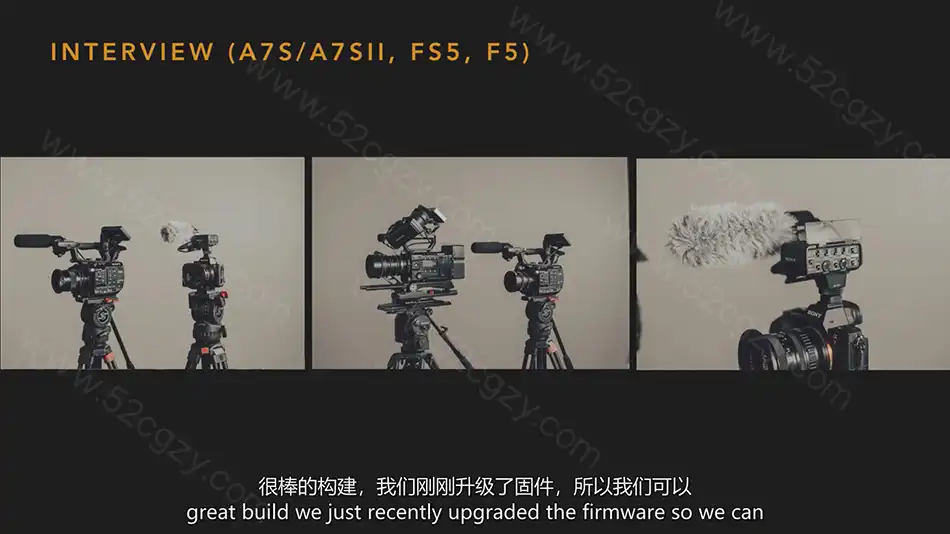 INTERVIEW (A7S/A7SII, FS5, F5)
www.52cgzy.com
SONY
很棒的构建，我们刚刚升级了固件，所以我们可以
great build we just recently upgraded the firmware so we can